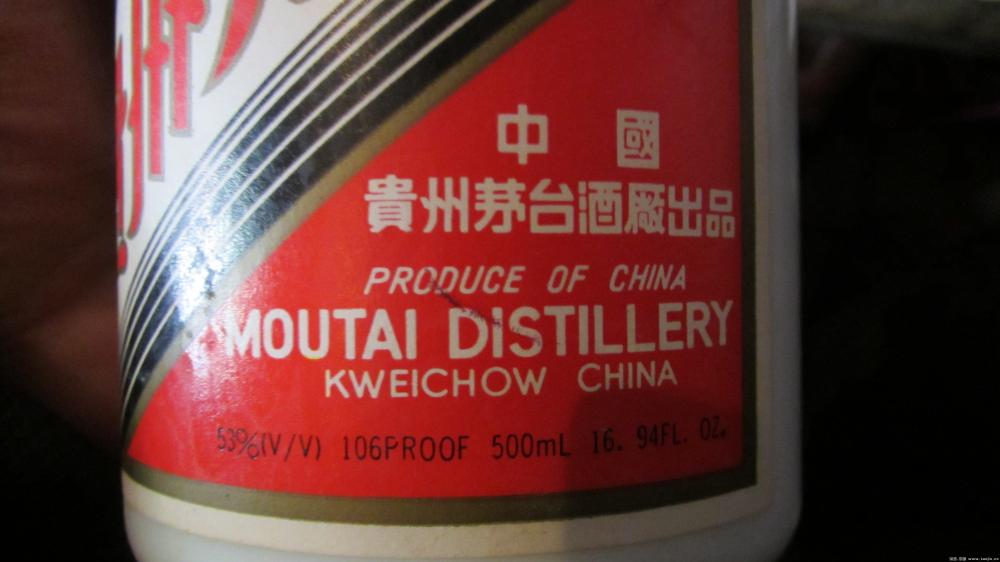 中國
貴州茅台酒廠出品
PRODUCE OF CHINA
MOUTAI DISTILLERY
KWEICHOW CHINA
53%(V/V) 106PROOF 500mL 16. 94FL. OZ.